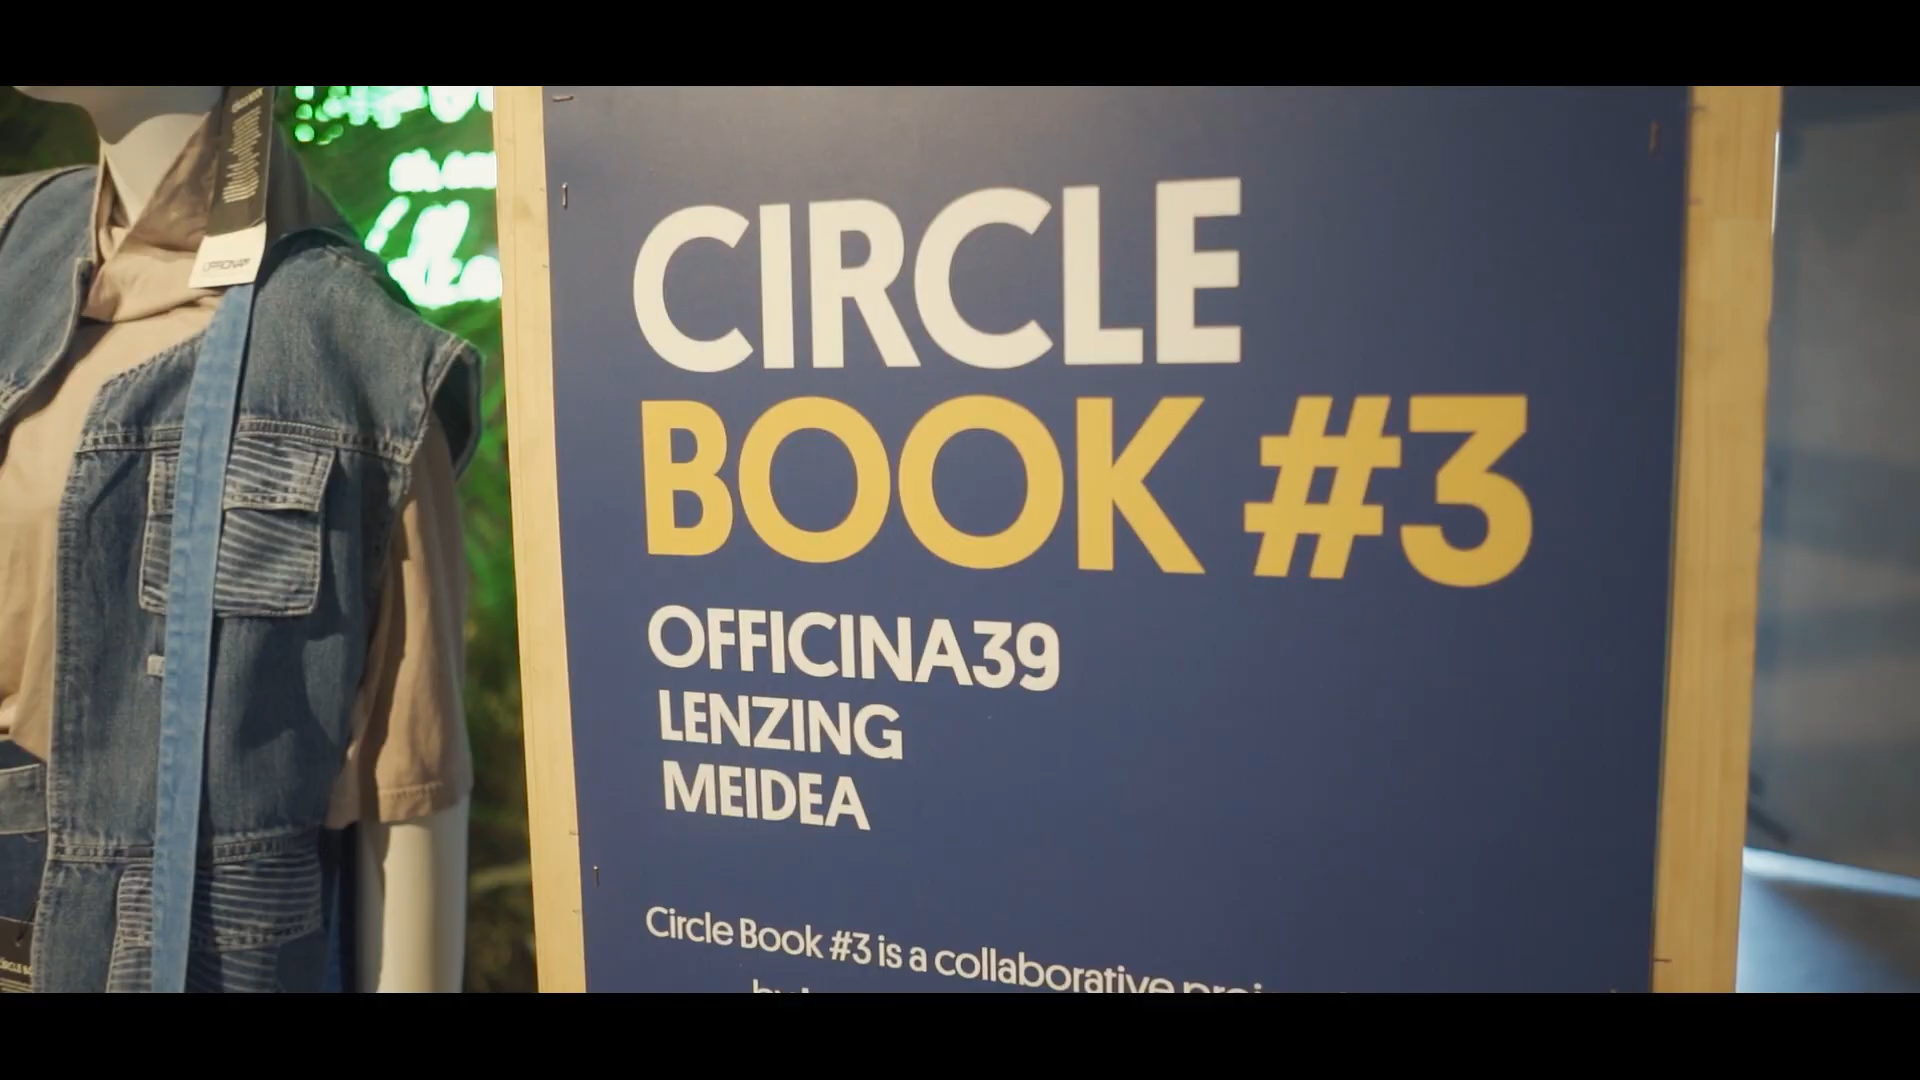 CIRCLE
BOOK #3
OFFICINA39
LENZING
MEIDEA
Circle Book #3 is a collaborative